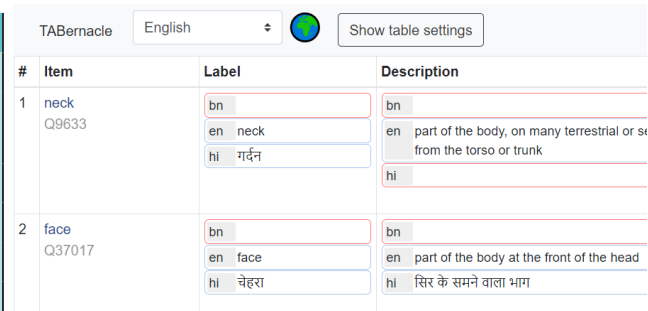 TABernacle English Show table settings
# Item Label Description
1 neck bn bn
Q9633 en neck en part of the body, on many terrestrial or
hi गर्दन from the torso or trunk
hi
2 face bn bn
Q37017 en face en part of the body at the front of the head
hi चेहरा hi सिर के समने वाला भाग